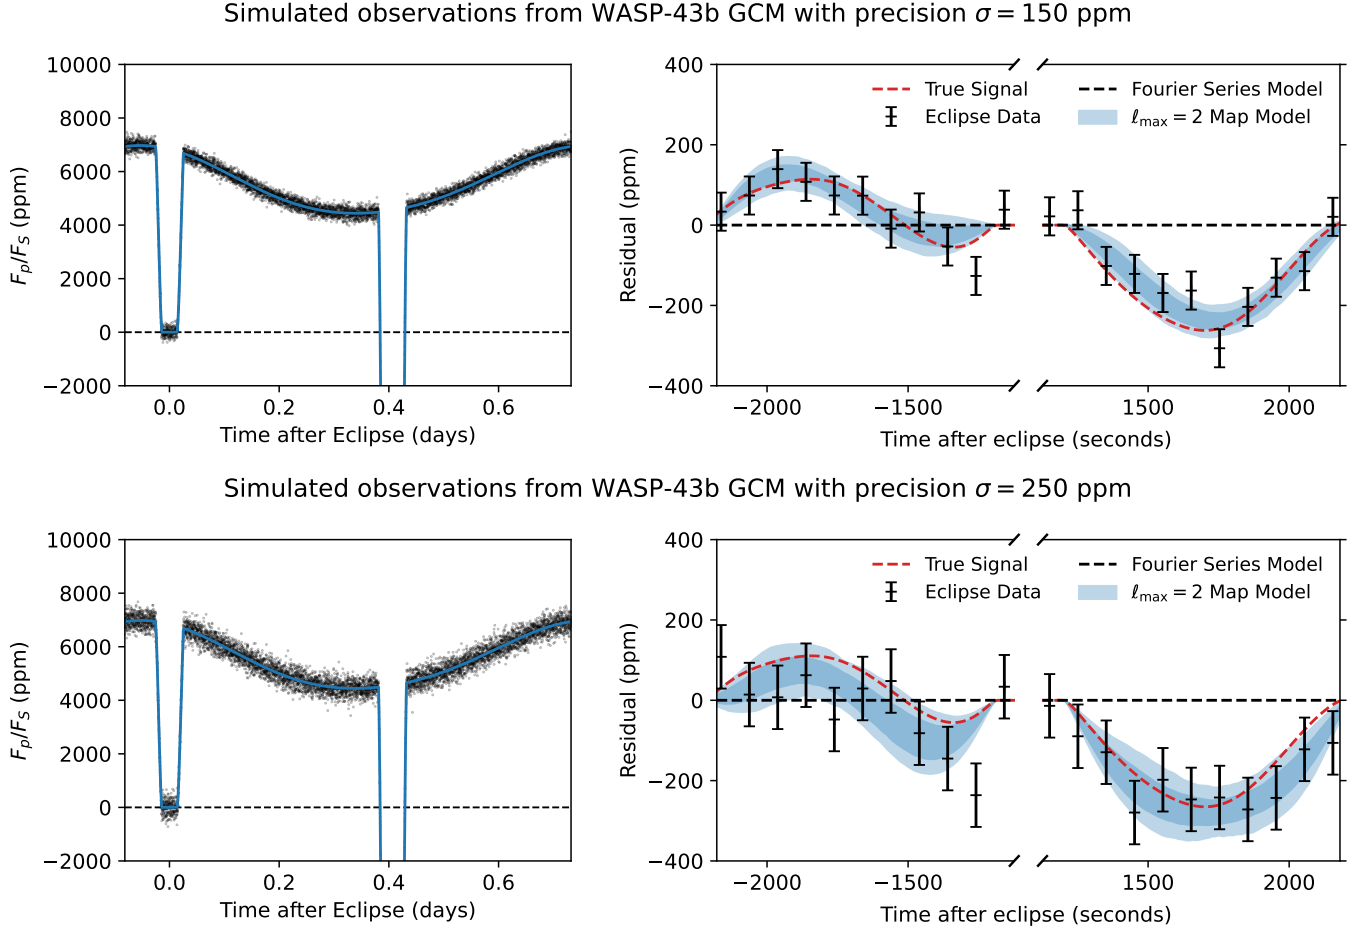 Simulated observations from WASP-43b GCM with precision σ = 150 ppm
10000
8000
6000
4000
2000
0
−2000
F_p/F_S (ppm)
0.0 0.2 0.4 0.6
Time after Eclipse (days)
400
200
0
−200
−400
Residual (ppm)
True Signal
Eclipse Data
Fourier Series Model
ℓ_max = 2 Map Model
−2000 −1500 1500 2000
Time after eclipse (seconds)
Simulated observations from WASP-43b GCM with precision σ = 250 ppm
10000
8000
6000
4000
2000
0
−2000
F_p/F_S (ppm)
0.0 0.2 0.4 0.6
Time after Eclipse (days)
400
200
0
−200
−400
Residual (ppm)
True Signal
Eclipse Data
Fourier Series Model
ℓ_max = 2 Map Model
−2000 −1500 1500 2000
Time after eclipse (seconds)